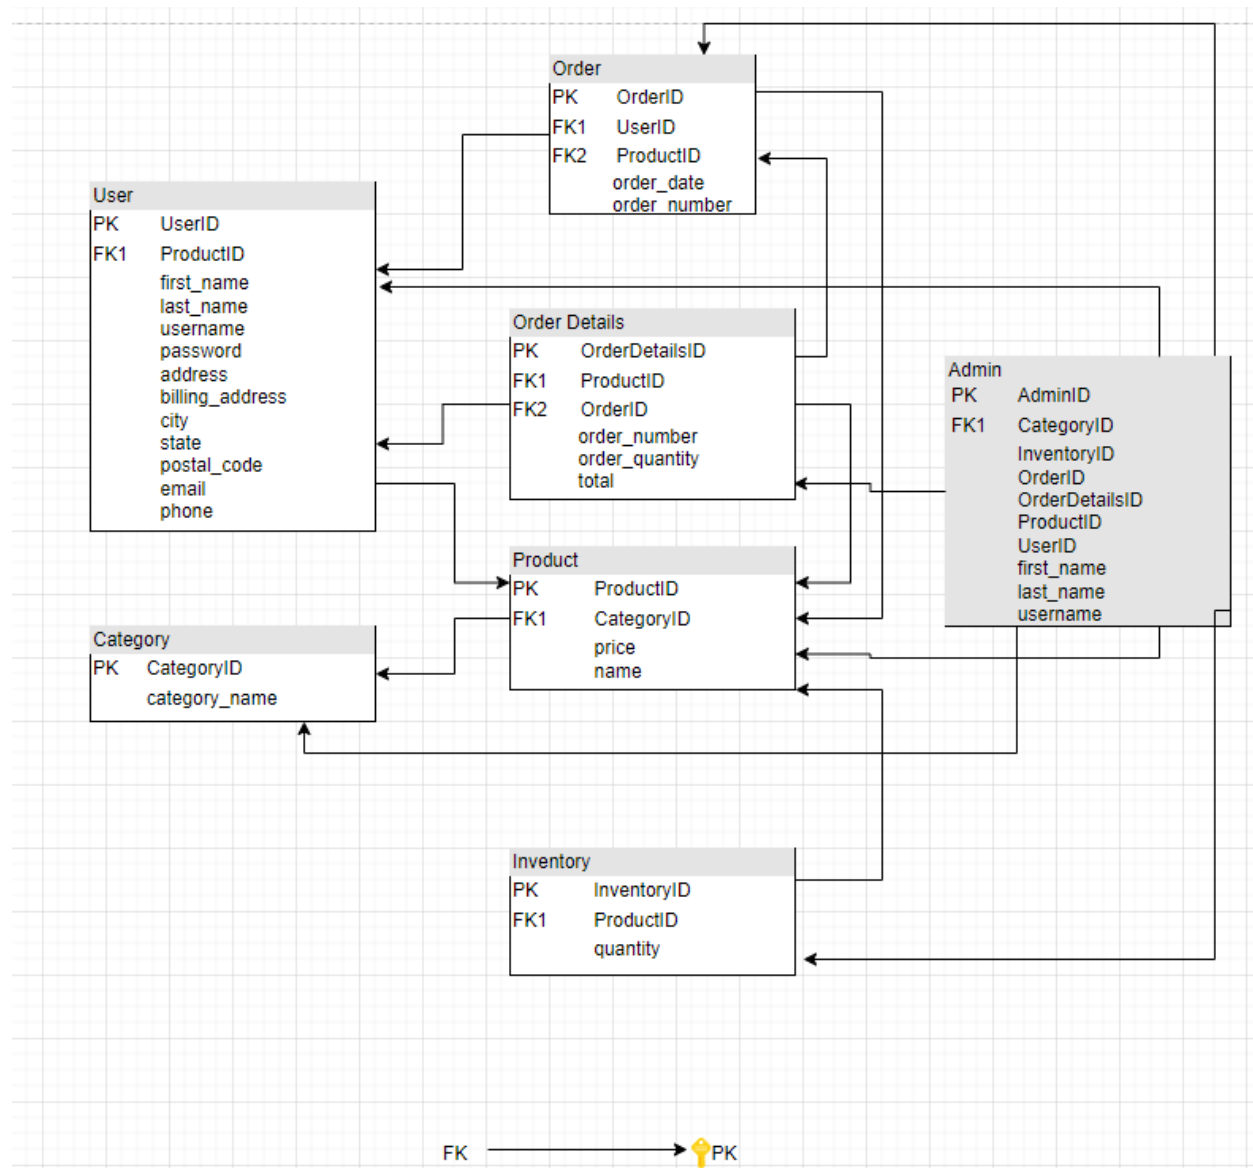 Order
PK OrderID
FK1 UserID
FK2 ProductID
order_date
order_number
User
PK UserID
FK1 ProductID
first_name
last_name
username
password
address
billing_address
city
state
postal_code
email
phone
Order Details
PK OrderDetailsID
FK1 ProductID
FK2 OrderID
order_number
order_quantity
total
Admin
PK AdminID
FK1 CategoryID
InventoryID
OrderID
OrderDetailsID
ProductID
UserID
first_name
last_name
username
Product
PK ProductID
FK1 CategoryID
price
name
Category
PK CategoryID
category_name
Inventory
PK InventoryID
FK1 ProductID
quantity
FK PK